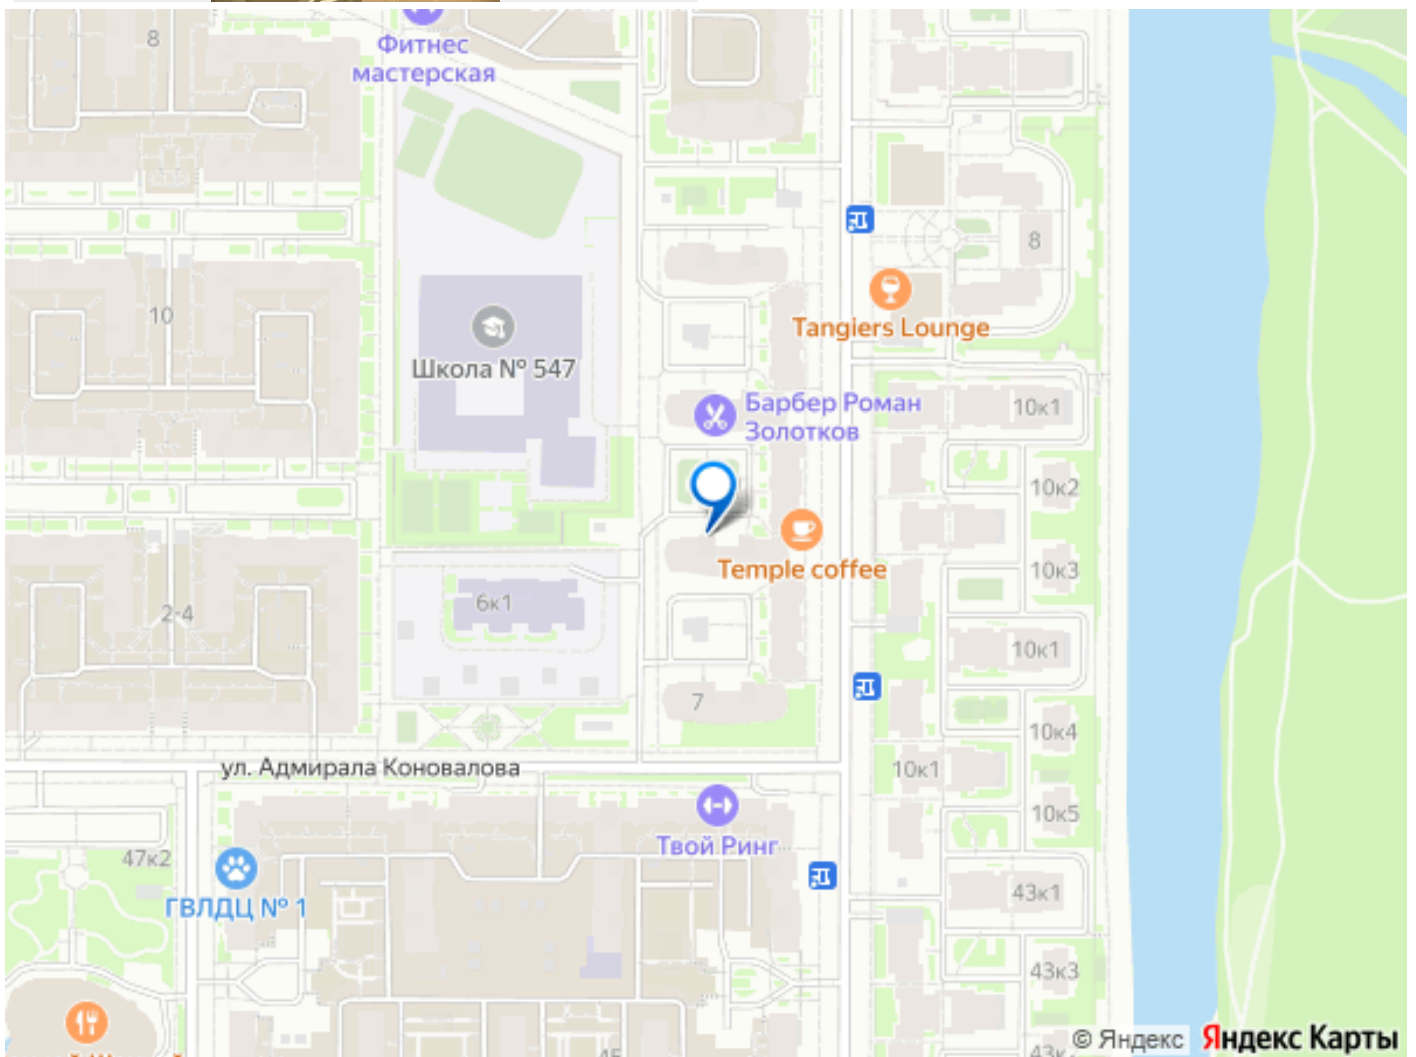 8
Фитнес
мастерская
8
10
Tangiers Lounge
Школа № 547
Барбер Роман
Золотков
10к1
10к2
Temple coffee
10к3
6к1
2-4
10к1
7
10к4
ул. Адмирала Коновалова
10к1
10к5
Твой Ринг
47к2
43к1
ГВЛДЦ № 1
43к3
© Яндекс
Яндекс Карты